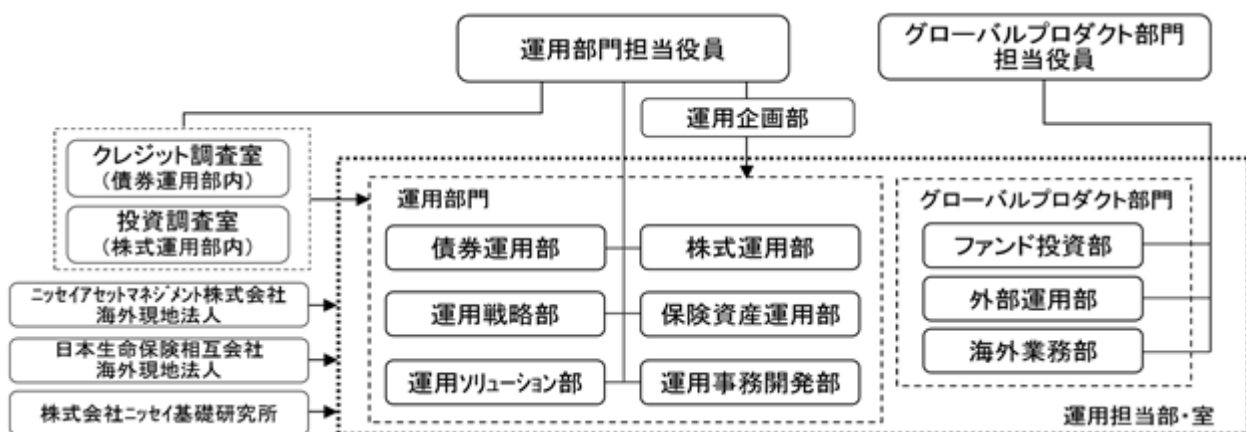 運用部門担当役員
グローバルプロダクト部門
担当役員
運用企画部
クレジット調査室
(債券運用部内)
投資調査室
(株式運用部内)
ニッセイアセットマネジメント株式会社
海外現地法人
日本生命保険相互会社
海外現地法人
株式会社ニッセイ基礎研究所
運用部門
債券運用部
株式運用部
運用戦略部
保険資産運用部
運用ソリューション部
運用事務開発部
グローバルプロダクト部門
ファンド投資部
外部運用部
海外業務部
運用担当部・室